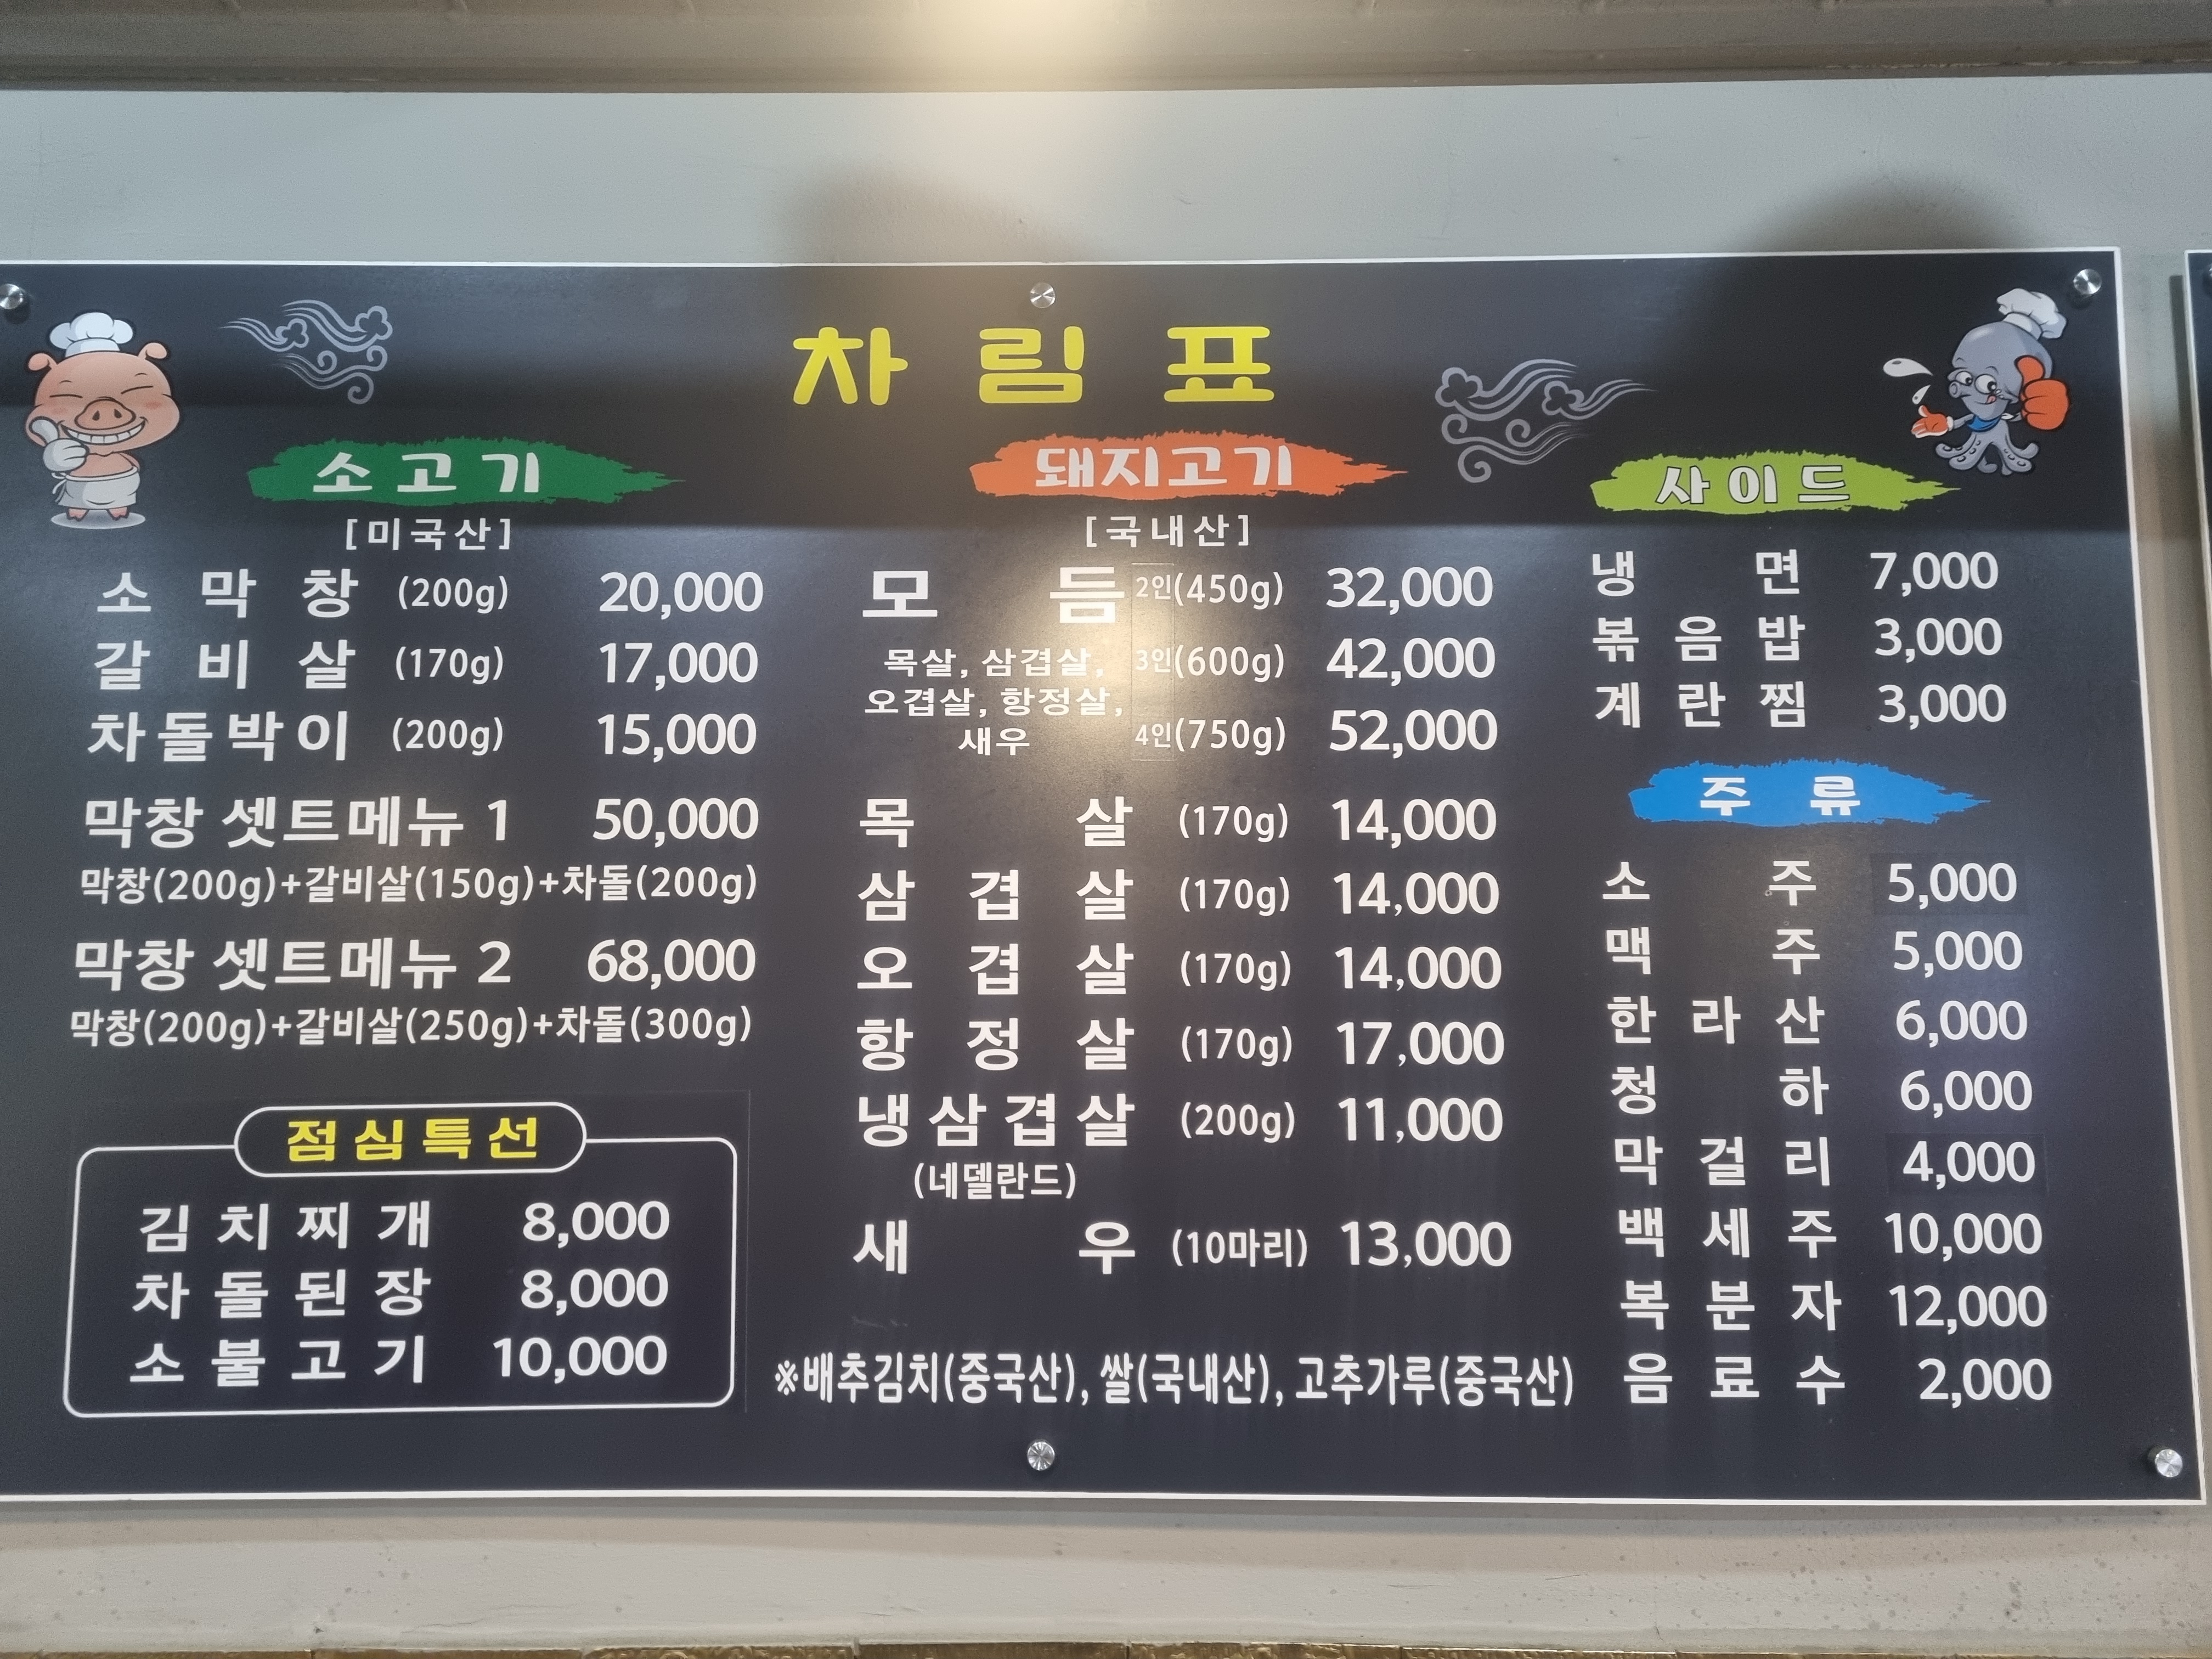 차림표
소고기
[미국산]
소막창 (200g) 20,000
갈비살 (170g) 17,000
차돌박이 (200g) 15,000
막창 셋트메뉴 1 50,000
막창(200g)+갈비살(150g)+차돌(200g)
막창 셋트메뉴 2 68,000
막창(200g)+갈비살(250g)+차돌(300g)
점심특선
김치찌개 8,000
차돌된장 8,000
소불고기 10,000
돼지고기
[국내산]
모듬 2인(450g) 32,000
목살, 삼겹살, 3인(600g) 42,000
오겹살, 항정살,
새우 4인(750g) 52,000
목살 (170g) 14,000
삼겹살 (170g) 14,000
오겹살 (170g) 14,000
항정살 (170g) 17,000
냉삼겹살 (200g) 11,000
(네델란드)
새우 (10마리) 13,000
※배추김치(중국산), 쌀(국내산), 고추가루(중국산)
사이드
냉면 7,000
볶음밥 3,000
계란찜 3,000
주류
소주 5,000
맥주 5,000
한라산 6,000
청하 6,000
막걸리 4,000
백세주 10,000
복분자 12,000
음료수 2,000